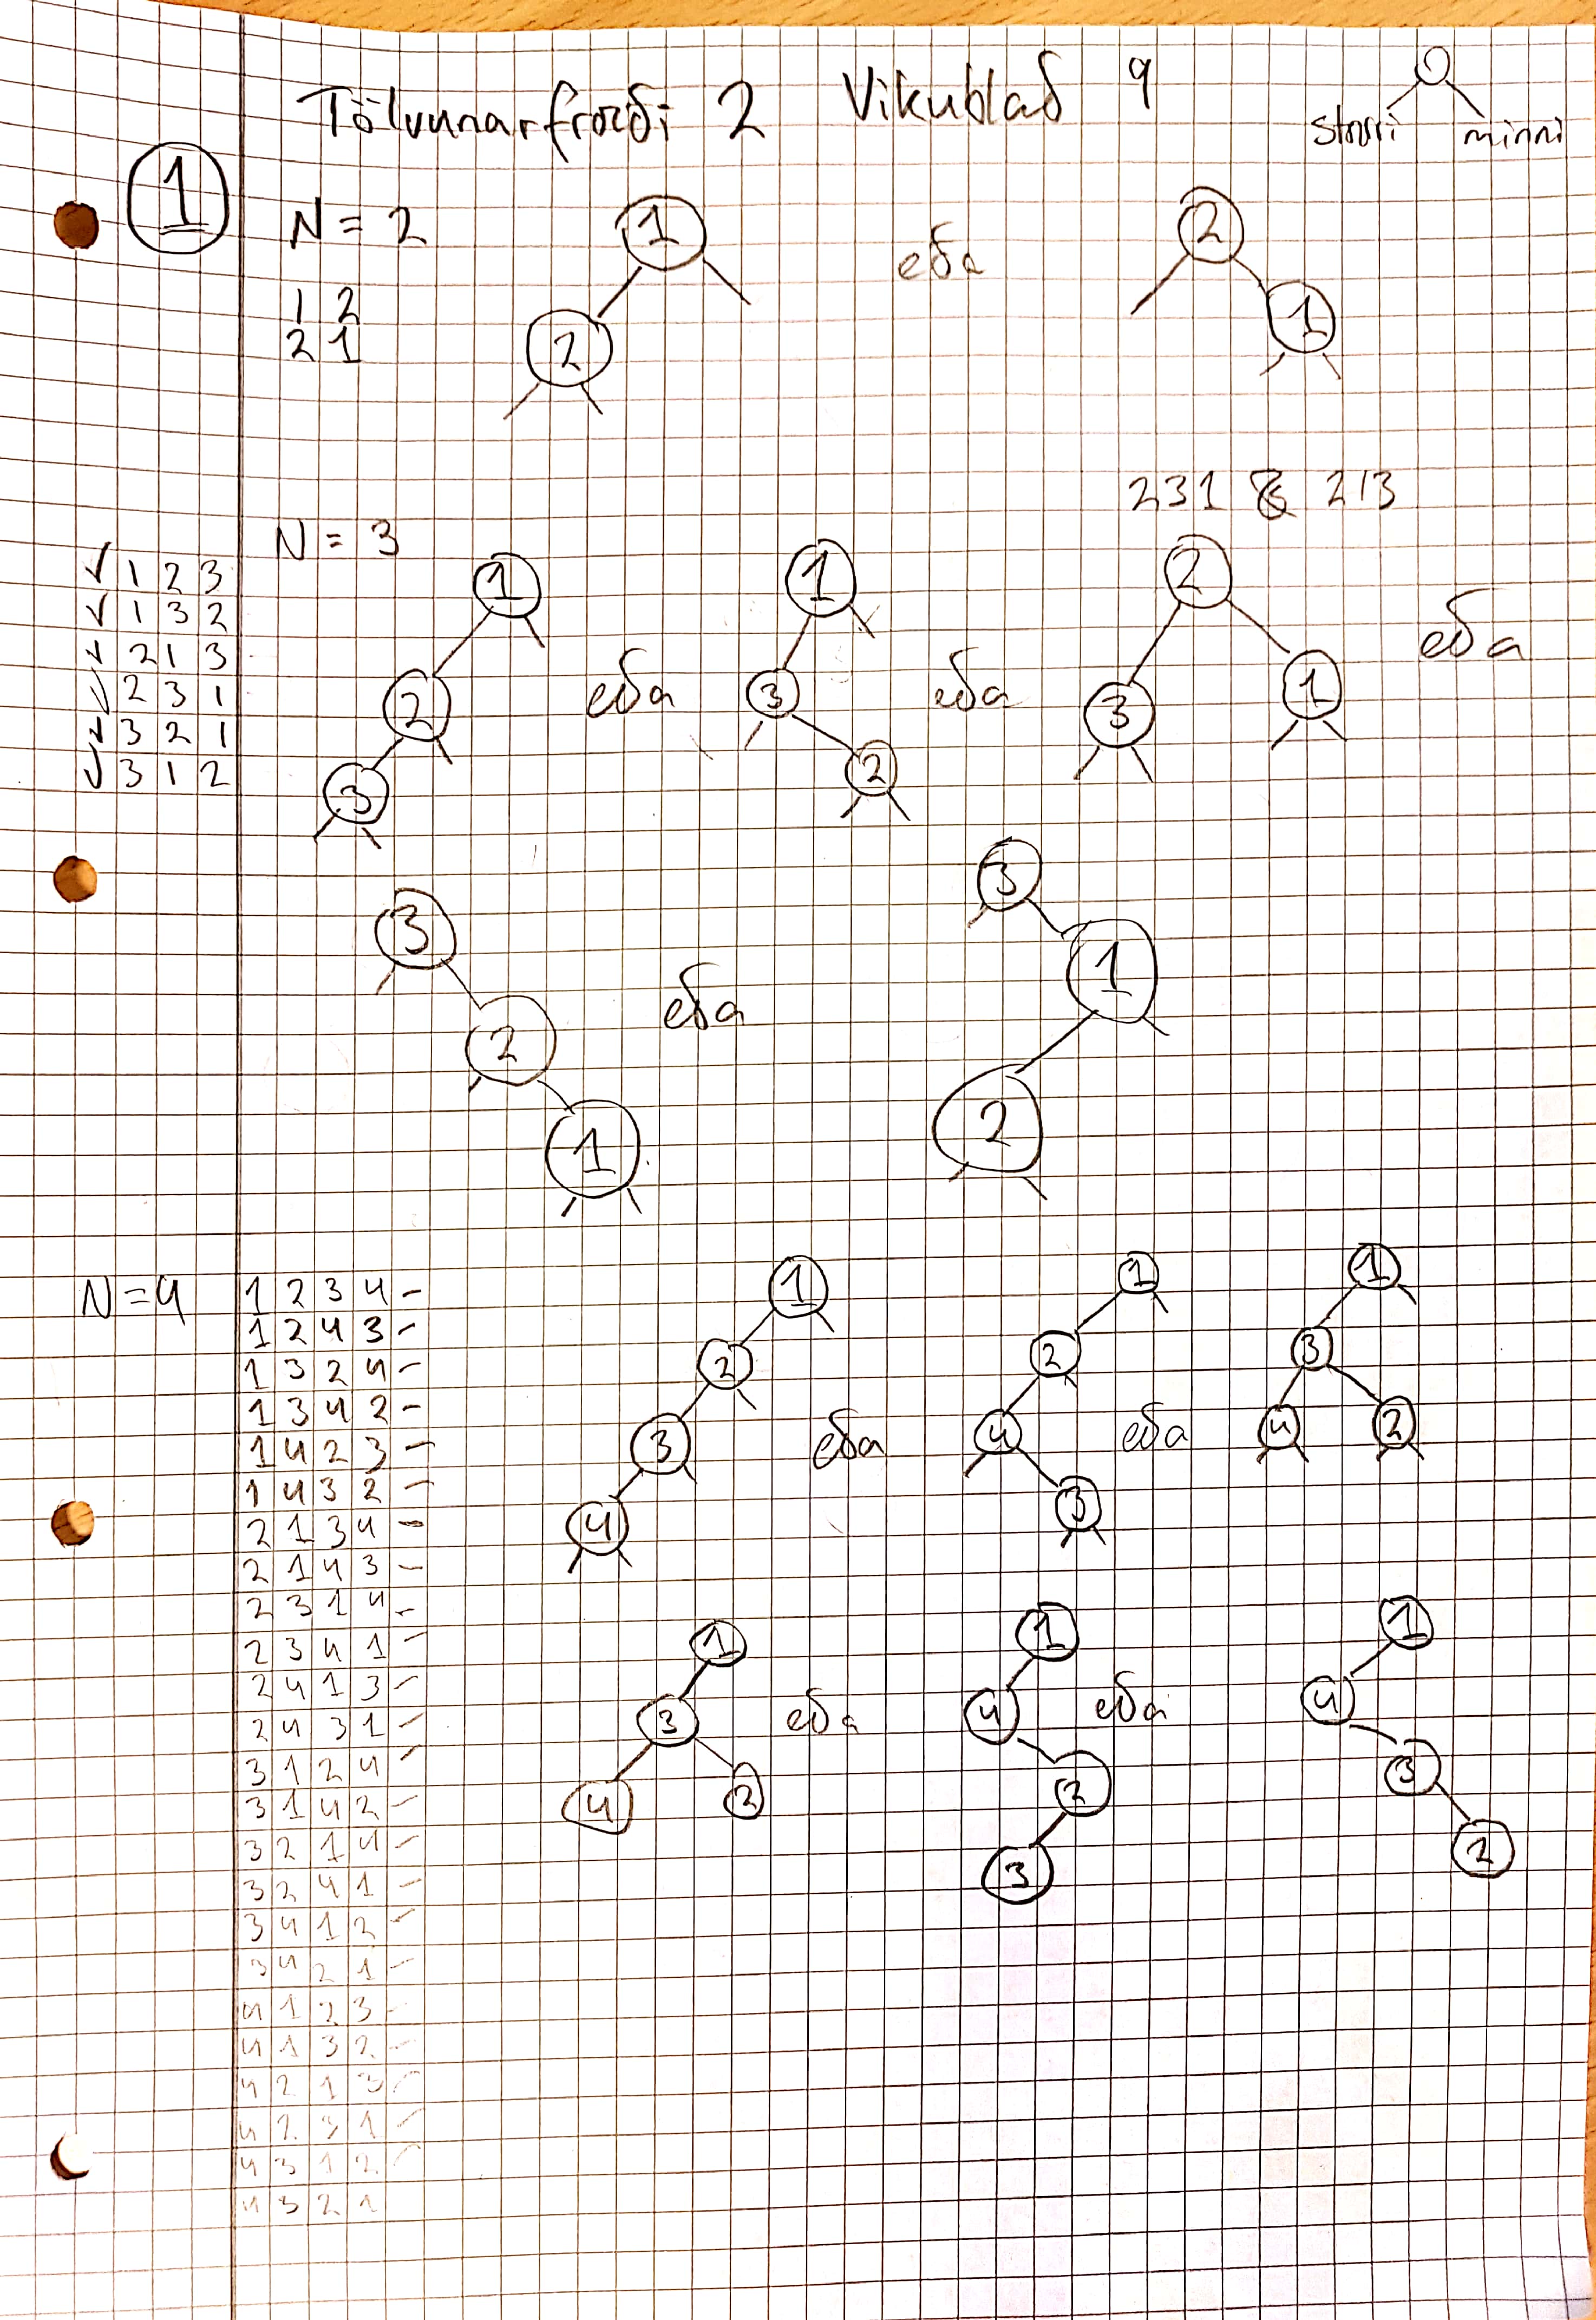 Tölvunarfræði 2 Vikublað 9
stærri minni
1
N = 2
1 2
2 1
1
2
eða
2
1
231 & 213
N = 3
1 2 3
1 3 2
2 1 3
2 3 1
3 2 1
3 1 2
1
2
3
eða
1
3
2
eða
2
3 1
eða
3
2
1
eða
3
1
2
N = 4
1 2 3 4 -
1 2 4 3 -
1 3 2 4 -
1 3 4 2 -
1 4 2 3 -
1 4 3 2 -
2 1 3 4 -
2 1 4 3 -
2 3 1 4 -
2 3 4 1 -
2 4 1 3 -
2 4 3 1 -
3 1 2 4 -
3 1 4 2 -
3 2 1 4 -
3 2 4 1 -
3 4 1 2 -
3 4 2 1 -
4 1 2 3 -
4 1 3 2 -
4 2 1 3 -
4 2 3 1 -
4 3 1 2 -
4 3 2 1
1
2
3
4
eða
1
2
4
3
eða
1
3
4 2
1
3
4 2
eða
1
4
2
3
eða
1
4
3
2